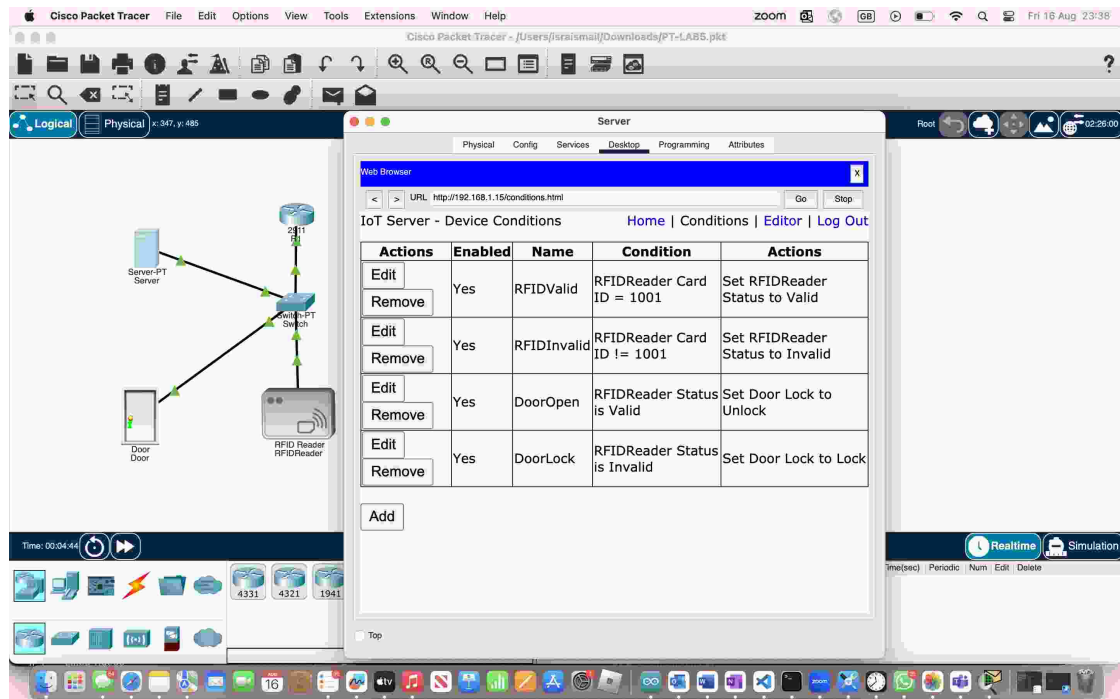 Cisco Packet Tracer File Edit Options View Tools Extensions Window Help zoom GB Fri 16 Aug 23:38
Cisco Packet Tracer - /Users/israismail/Downloads/PT-LAB5.pkt
?
Logical Physical x: 347, y: 485 Root 02:26:00
Server
Physical Config Services Desktop Programming Attributes
Web Browser X
< > URL http://192.168.1.15/conditions.html Go Stop
IoT Server - Device Conditions Home | Conditions | Editor | Log Out
Actions Enabled Name Condition Actions
Edit
Remove
Yes
RFIDValid
RFIDReader Card
ID = 1001
Set RFIDReader
Status to Valid
Edit
Remove
Yes
RFIDInvalid
RFIDReader Card
ID != 1001
Set RFIDReader
Status to Invalid
Edit
Remove
Yes
DoorOpen
RFIDReader Status
is Valid
Set Door Lock to
Unlock
Edit
Remove
Yes
DoorLock
RFIDReader Status
is Invalid
Set Door Lock to Lock
Add
Top
2911
R1
Server-PT
Server
Switch-PT
Switch
Door
Door
RFID Reader
RFIDReader
Time: 00:04:44 Realtime Simulation
4331 4321 1941
Time(sec) Periodic Num Edit Delete
AUG
16
tv
zoom